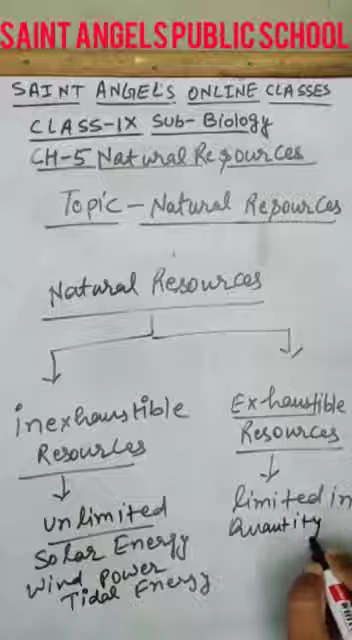 SAINT ANGELS PUBLIC SCHOOL
SAINT ANGEL'S ONLINE CLASSES
CLASS-IX Sub-Biology
CH-5 Natural Resources
Topic - Natural Resources
Natural Resources
inexhaustible
Resources
Exhaustible
Resources
unlimited
Solar Energy
Wind Power
Tidal Energy
limited in
Quantity